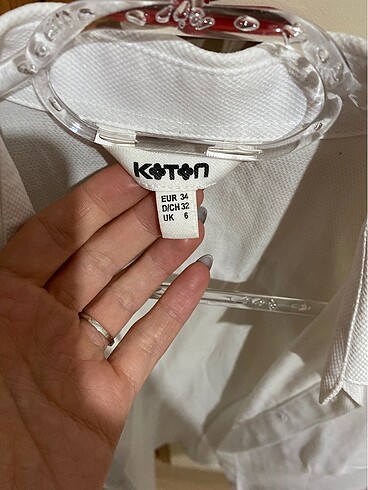 KOTON
EUR 34
D/CH 32
UK 6